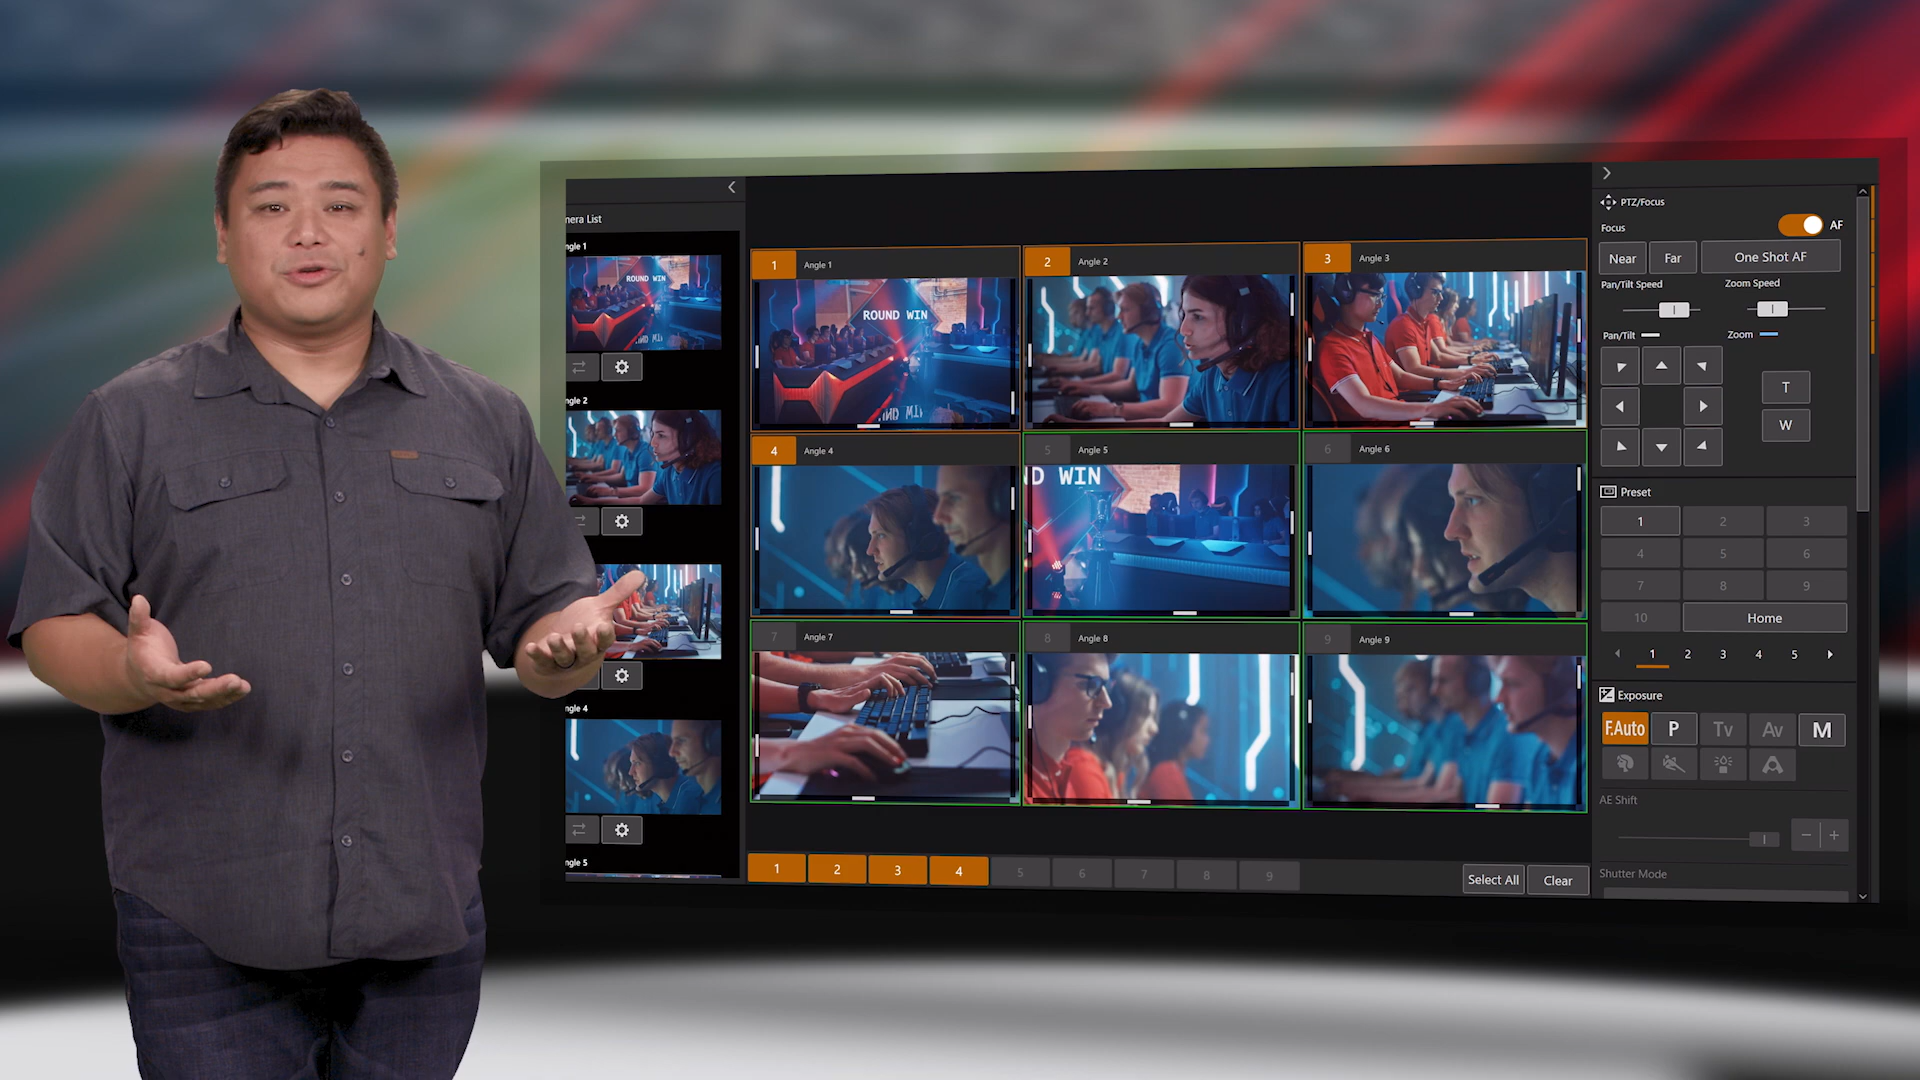 mera List
ngle 1
ROUND WIN
ngle 2
ngle 4
ngle 5
1 Angle 1
ROUND WIN
2 Angle 2
3 Angle 3
4 Angle 4
5 Angle 5
D WIN
6 Angle 6
7 Angle 7
8 Angle 8
9 Angle 9
1 2 3 4 5 6 7 8 9
Select All Clear
PTZ/Focus
Focus AF
Near Far One Shot AF
Pan/Tilt Speed Zoom Speed
Pan/Tilt Zoom
T
W
Preset
1 2 3
4 5 6
7 8 9
10 Home
1 2 3 4 5
Exposure
F.Auto P Tv Av M
AE Shift
− +
Shutter Mode